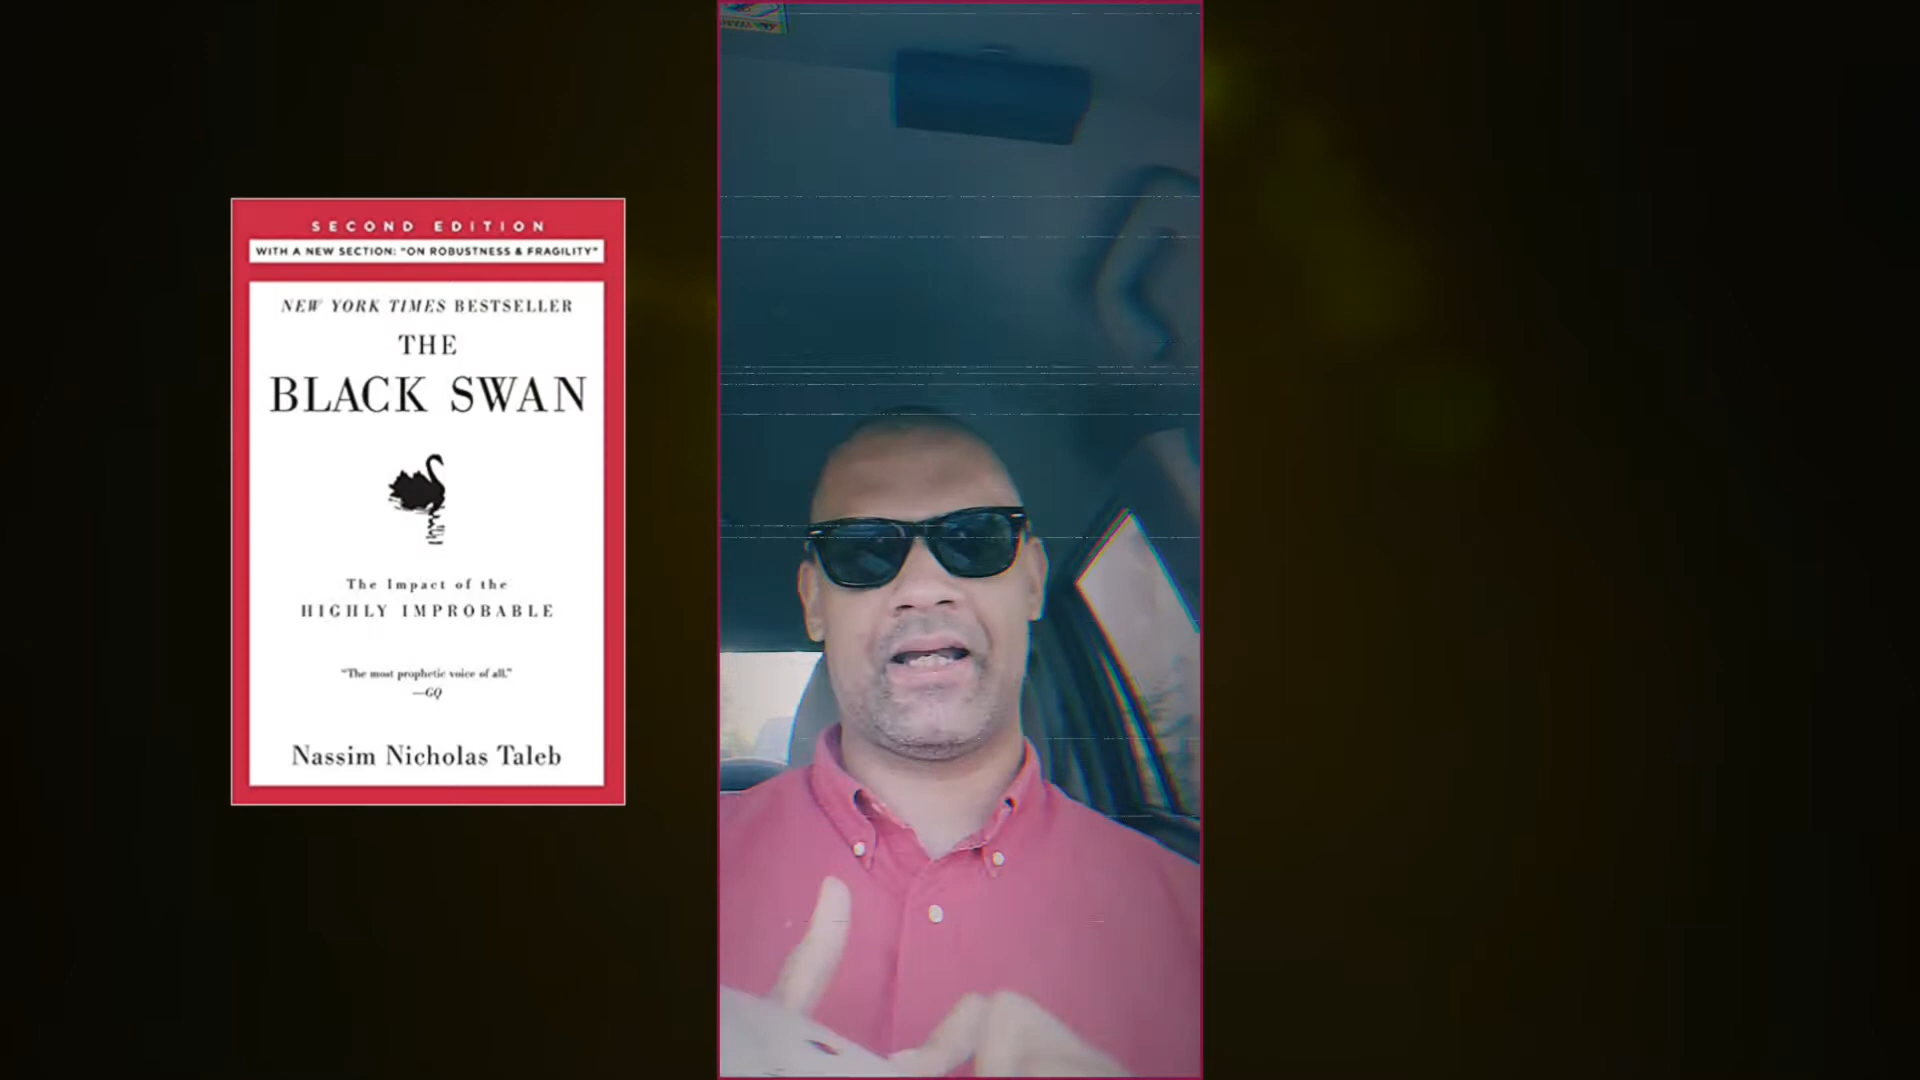 SECOND EDITION
WITH A NEW SECTION: "ON ROBUSTNESS & FRAGILITY"
NEW YORK TIMES BESTSELLER
THE
BLACK SWAN
The Impact of the
HIGHLY IMPROBABLE
"The most prophetic voice of all."
—GQ
Nassim Nicholas Taleb